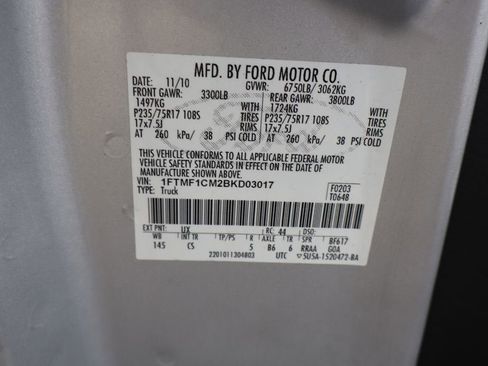 MFD. BY FORD MOTOR CO.
DATE: 11/10 GVWR: 6750LB/ 3062KG
FRONT GAWR: 3300LB REAR GAWR: 3800LB
1497KG WITH 1724KG WITH
P235/75R17 108S TIRES P235/75R17 108S TIRES
17x7.5J RIMS 17x7.5J RIMS
AT 260 kPa/ 38 PSI COLD AT 260 kPa/ 38 PSI COLD
THIS VEHICLE CONFORMS TO ALL APPLICABLE FEDERAL MOTOR
VEHICLE SAFETY STANDARDS IN EFFECT ON THE DATE OF
MANUFACTURE SHOWN ABOVE.
VIN: 1FTMF1CM2BKD03017 F0203
TYPE: Truck T0648
EXT PNT: UX RC: 44 DSO:
WB INT TR TP/PS R AXLE TR SPR BF617
145 CS 5 B6 6 RRAA GOA
2201011304803 UTC 5U5A-1520472-BA